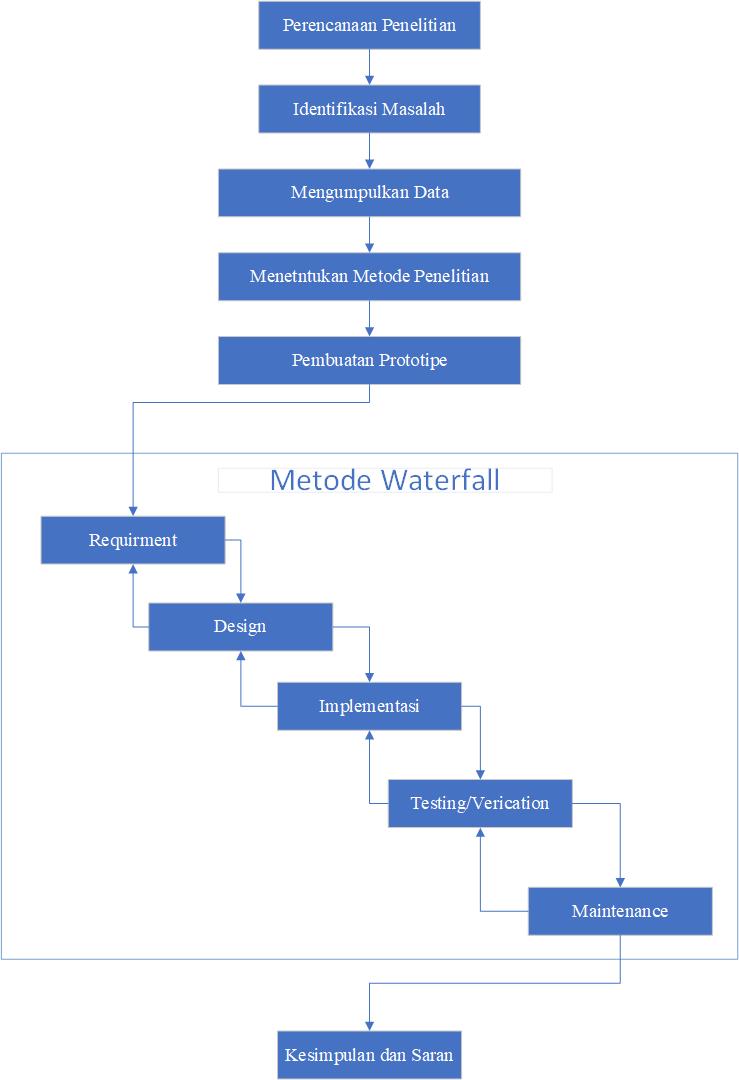 Perencanaan Penelitian
Identifikasi Masalah
Mengumpulkan Data
Menetntukan Metode Penelitian
Pembuatan Prototipe
Metode Waterfall
Requirment
Design
Implementasi
Testing/Verication
Maintenance
Kesimpulan dan Saran